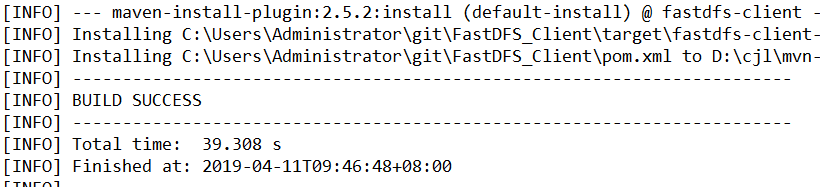 [INFO] --- maven-install-plugin:2.5.2:install (default-install) @ fastdfs-client -
[INFO] Installing C:\Users\Administrator\git\FastDFS_Client\target\fastdfs-client-
[INFO] Installing C:\Users\Administrator\git\FastDFS_Client\pom.xml to D:\cjl\mvn-
[INFO] ------------------------------------------------------------------------
[INFO] BUILD SUCCESS
[INFO] ------------------------------------------------------------------------
[INFO] Total time:  39.308 s
[INFO] Finished at: 2019-04-11T09:46:48+08:00